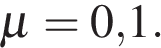 μ = 0,1.